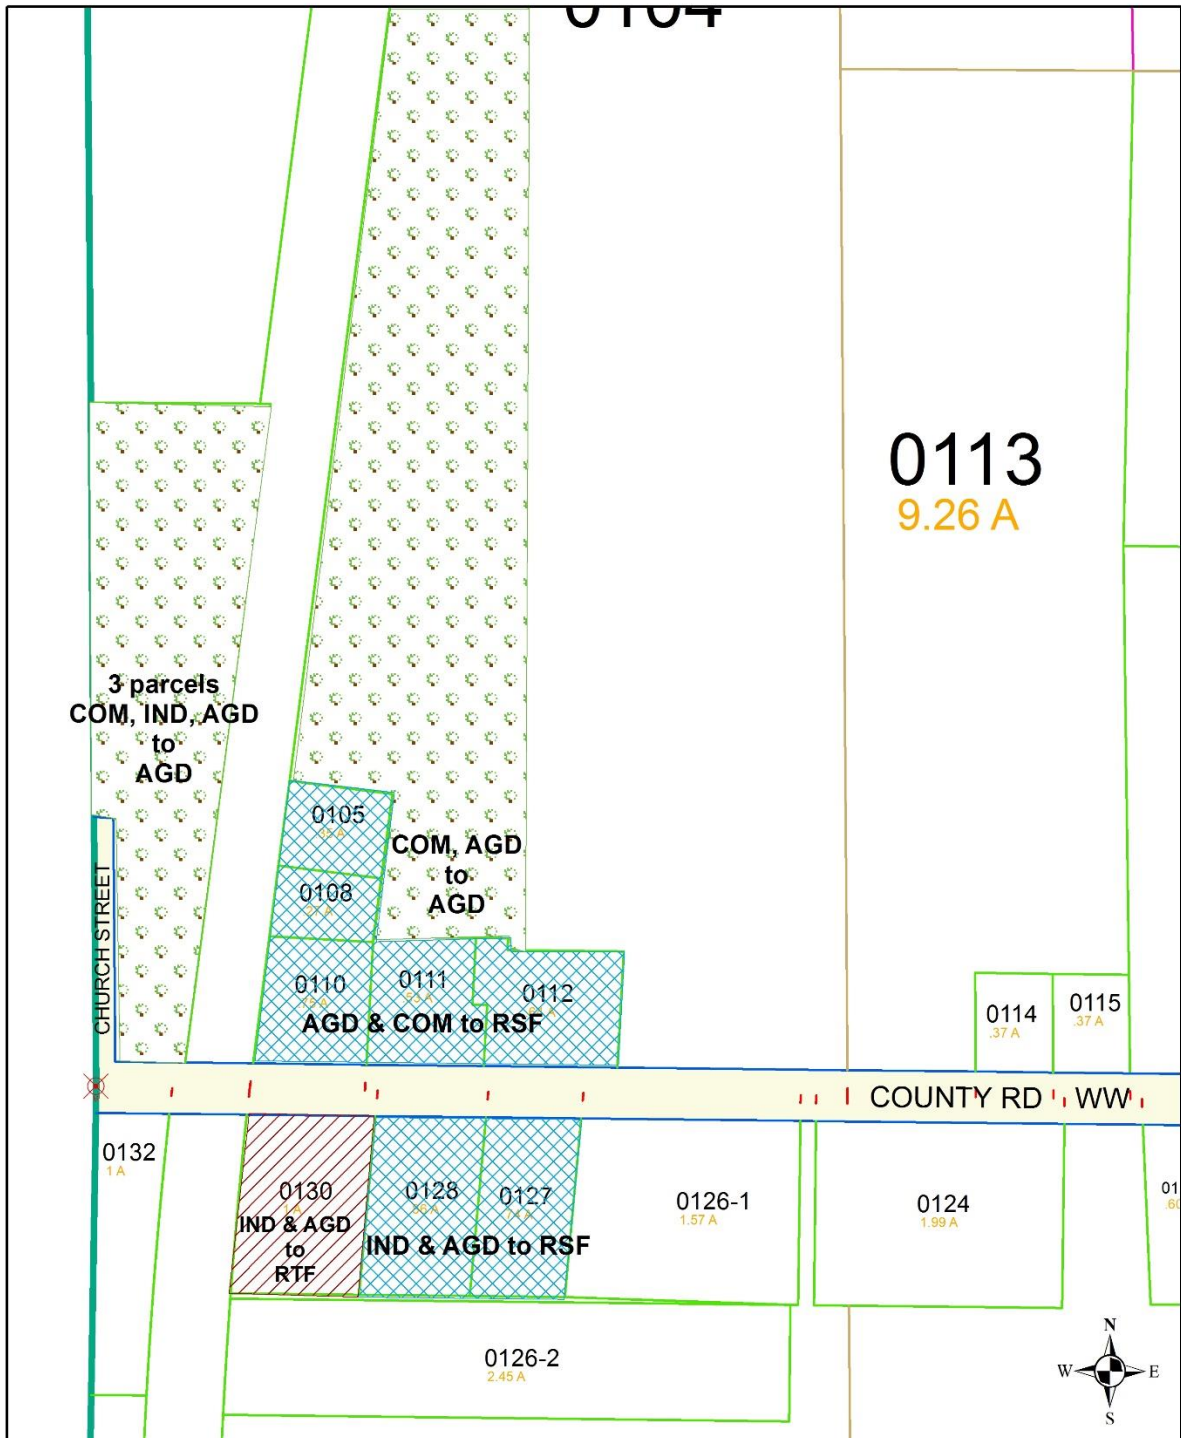 0113
9.26 A
3 parcels
COM, IND, AGD
to
AGD
0105
COM, AGD
to
AGD
0108
CHURCH STREET
0110
0111
0112
AGD & COM to RSF
0114
.37 A
0115
.37 A
COUNTY RD WW
0132
1 A
0130
1 A
IND & AGD
to
RTF
0128
0127
IND & AGD to RSF
0126-1
1.57 A
0124
1.99 A
0126-2
2.45 A
N
W E
S